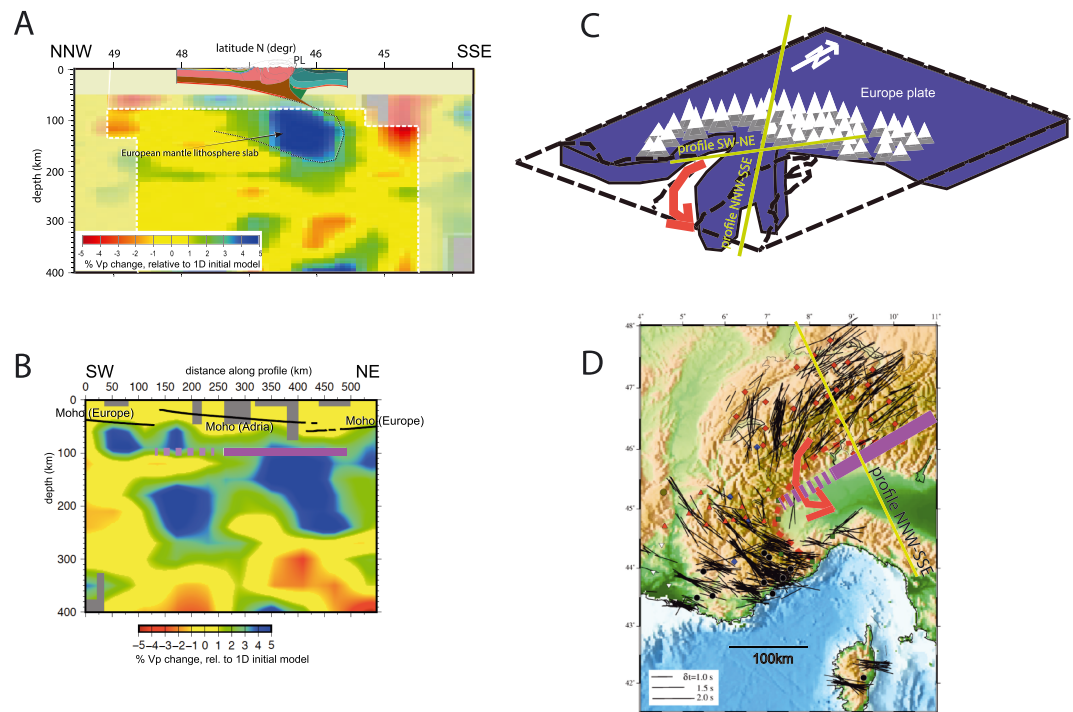 A
NNW
latitude N (degr)
SSE
49
48
46
45
PL
0
100
200
300
400
depth (km)
European mantle lithosphere slab
-5 -4 -3 -2 -1 0 1 2 3 4 5
% Vp change, relative to 1D initial model
B
SW
distance along profile (km)
NE
0 50 100 150 200 250 300 350 400 450 500
Moho (Europe)
Moho (Adria)
Moho (Europe)
0
100
200
300
400
depth (km)
-5 -4 -3 -2 -1 0 1 2 3 4 5
% Vp change, rel. to 1D initial model
C
N
Europe plate
profile SW-NE
profile NNW-SSE
D
4° 5° 6° 7° 8° 9° 10° 11°
48°
47°
46°
45°
44°
43°
42°
profile NNW-SSE
100km
δt=1.0 s
1.5 s
2.0 s